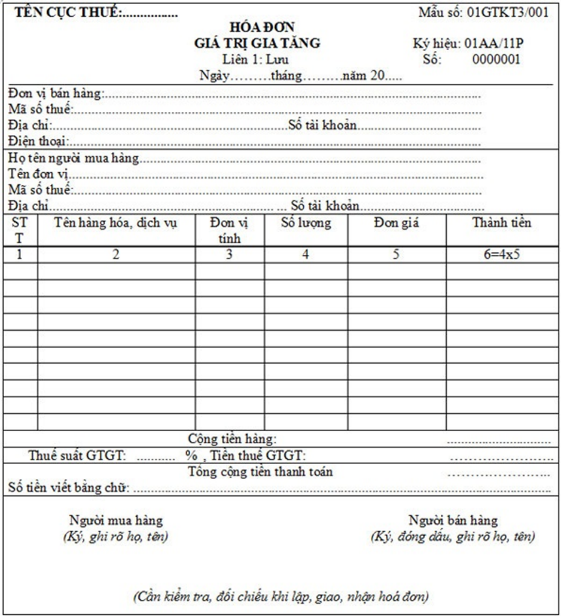 TÊN CỤC THUẾ:................ Mẫu số: 01GTKT3/001
HÓA ĐƠN
GIÁ TRỊ GIA TĂNG Ký hiệu: 01AA/11P
Liên 1: Lưu Số: 0000001
Ngày………tháng………năm 20.....
Đơn vị bán hàng:................................................
Mã số thuế:................................................
Địa chỉ:................................Số tài khoản................................
Điện thoại:................................................
Họ tên người mua hàng................................................
Tên đơn vị................................................
Mã số thuế:................................................
Địa chỉ................................ ... Số tài khoản................................
ST
T Tên hàng hóa, dịch vụ Đơn vị
tính Số lượng Đơn giá Thành tiền
1 2 3 4 5 6=4x5
Cộng tiền hàng: ...........................
Thuế suất GTGT: ........... % , Tiền thuế GTGT: ………………….
Tổng cộng tiền thanh toán ………………….
Số tiền viết bằng chữ: ................................................
Người mua hàng Người bán hàng
(Ký, ghi rõ họ, tên) (Ký, đóng dấu, ghi rõ họ, tên)
(Cần kiểm tra, đối chiếu khi lập, giao, nhận hoá đơn)